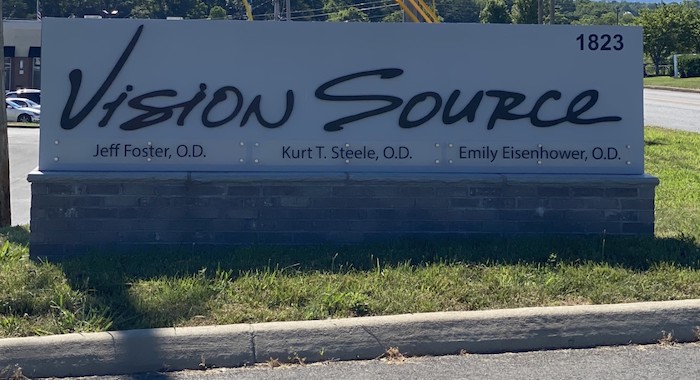 1823
Vision Source
Jeff Foster, O.D. Kurt T. Steele, O.D. Emily Eisenhower, O.D.